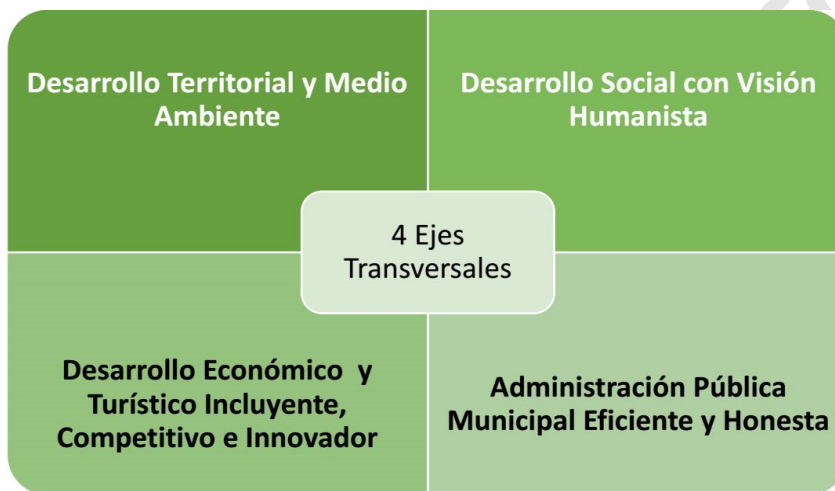 Desarrollo Territorial y Medio
Ambiente
Desarrollo Social con Visión
Humanista
4 Ejes
Transversales
Desarrollo Económico y
Turístico Incluyente,
Competitivo e Innovador
Administración Pública
Municipal Eficiente y Honesta